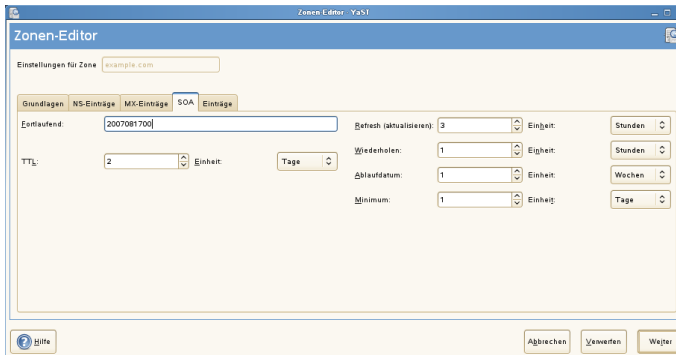 Zonen-Editor - YaST
Zonen-Editor
Einstellungen für Zone example.com
Grundlagen NS-Einträge MX-Einträge SOA Einträge
Fortlaufend: 2007081700 Refresh (aktualisieren): 3 Einheit: Stunden
Wiederholen: 1 Einheit: Stunden
TTL: 2 Einheit: Tage
Ablaufdatum: 1 Einheit: Wochen
Minimum: 1 Einheit: Tage
Hilfe Abbrechen Verwerfen Weiter